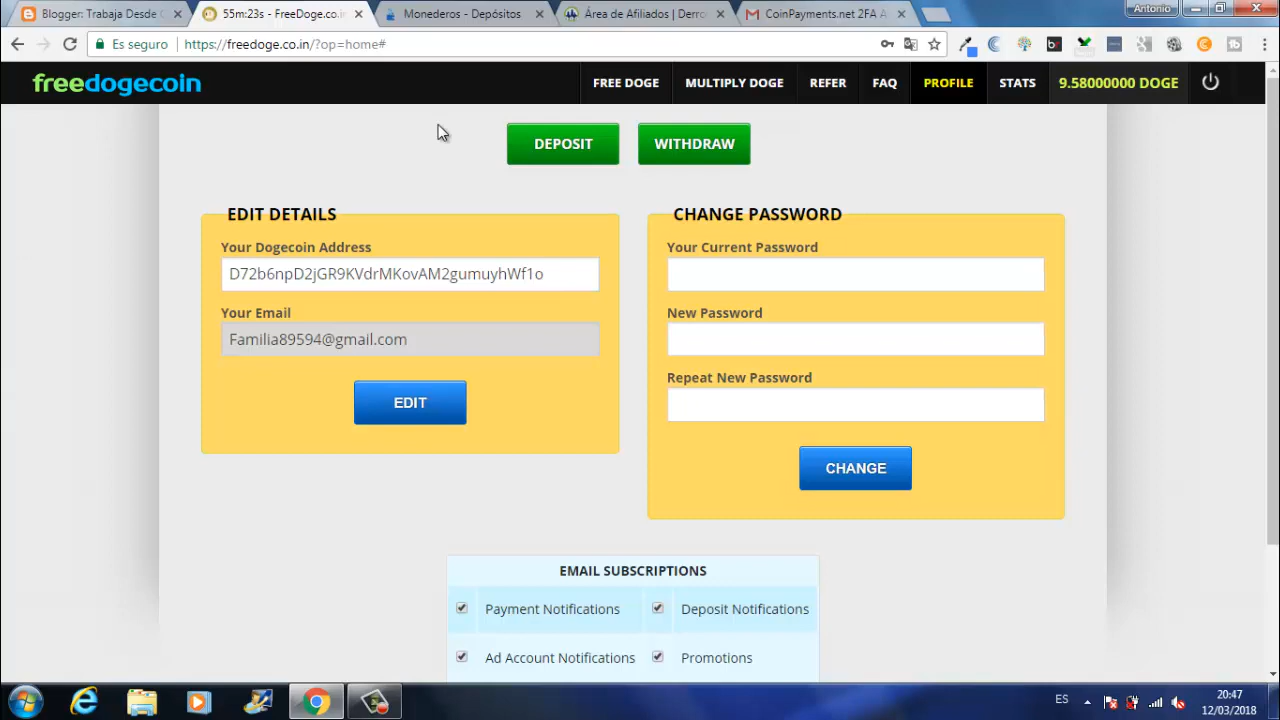 Blogger: Trabaja Desde C
55m:23s - FreeDoge.co.in
Monederos - Depósitos
Área de Afiliados | Derro
CoinPayments.net 2FA A
Antonio
Es seguro
https://freedoge.co.in/?op=home#
freedogecoin
FREE DOGE
MULTIPLY DOGE
REFER
FAQ
PROFILE
STATS
9.58000000 DOGE
DEPOSIT
WITHDRAW
EDIT DETAILS
Your Dogecoin Address
D72b6npD2jGR9KVdrMKovAM2gumuyhWf1o
Your Email
Familia89594@gmail.com
EDIT
CHANGE PASSWORD
Your Current Password
New Password
Repeat New Password
CHANGE
EMAIL SUBSCRIPTIONS
Payment Notifications
Deposit Notifications
Ad Account Notifications
Promotions
ES
20:47
12/03/2018